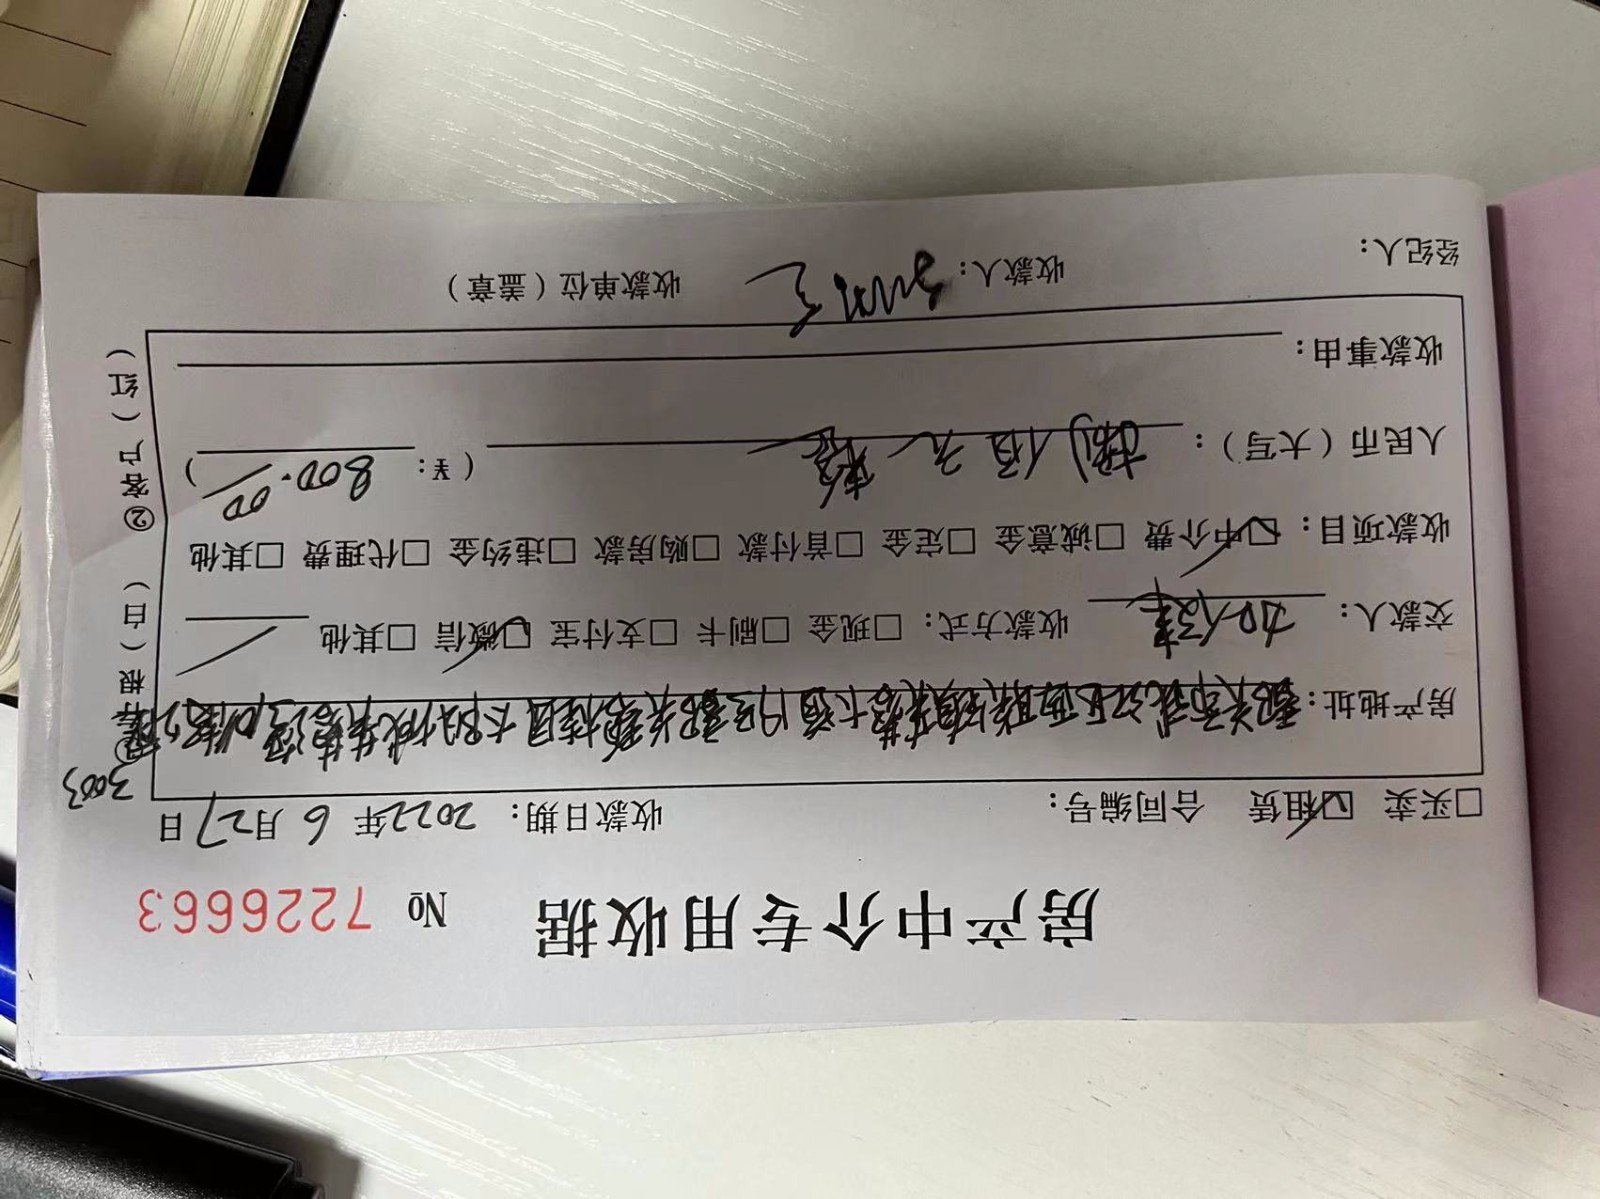 房产中介专用收据 № 7226663
□买卖 ☑租赁 合同编号： 收款日期：2022年6月27日
房产地址：
3003
交款人： 收款方式：□现金 □刷卡 □支付宝 ☑微信 □其他
收款项目：☑中介费 □诚意金 □定金 □首付款 □购房款 □违约金 □代理费 □其他
人民币（大写）：捌佰元整 （￥：800.00）
收款事由：
经纪人： 收款人： 收款单位（盖章）
①存根（白） ②客户（红）